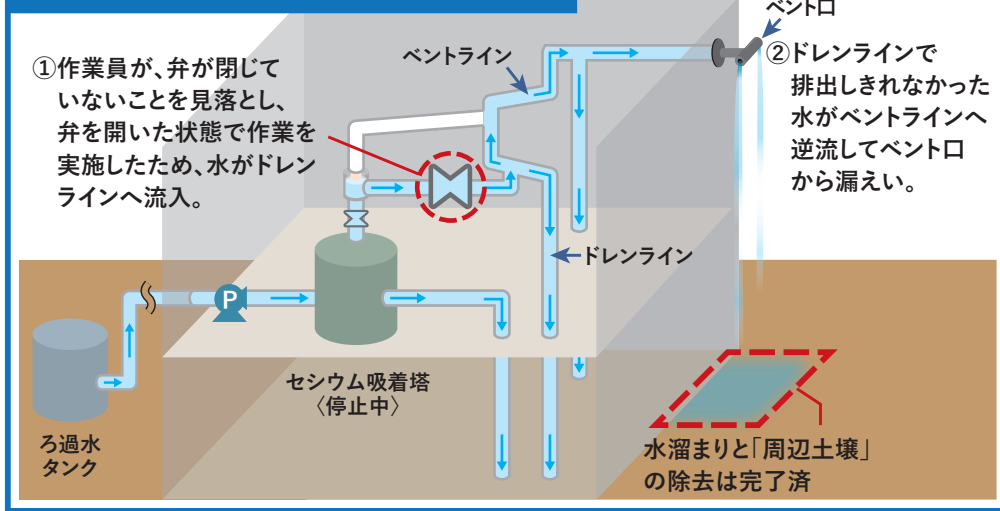 ベント口
①作業員が、弁が閉じて
いないことを見落とし、
弁を開いた状態で作業を
実施したため、水がドレン
ラインへ流入。
ベントライン
②ドレンラインで
排出しきれなかった
水がベントラインへ
逆流してベント口
から漏えい。
ドレンライン
P
セシウム吸着塔
〈停止中〉
ろ過水
タンク
水溜まりと「周辺土壌」
の除去は完了済